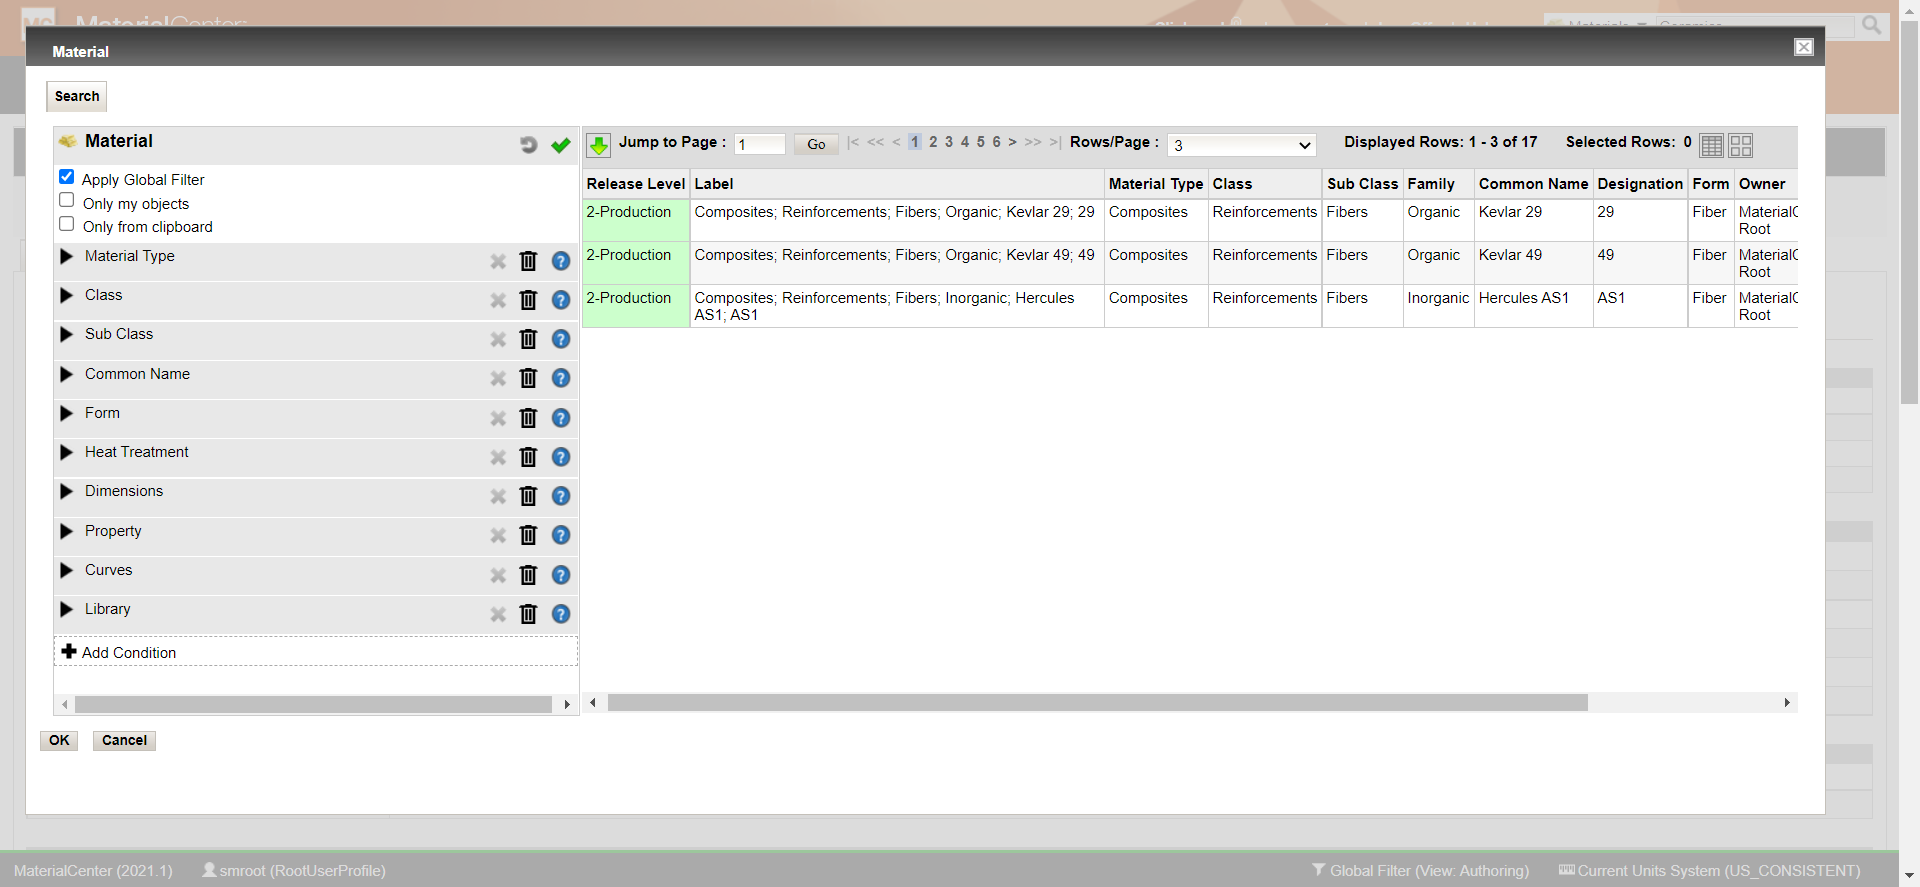 MaterialCenter
Materials
Ceramics
Material
Search
Material
Apply Global Filter
Only my objects
Only from clipboard
Material Type
Class
Sub Class
Common Name
Form
Heat Treatment
Dimensions
Property
Curves
Library
Add Condition
Jump to Page : 1 Go |< << < 1 2 3 4 5 6 > >> >| Rows/Page : 3 Displayed Rows: 1 - 3 of 17 Selected Rows: 0
Release Level Label Material Type Class Sub Class Family Common Name Designation Form Owner
2-Production Composites; Reinforcements; Fibers; Organic; Kevlar 29; 29 Composites Reinforcements Fibers Organic Kevlar 29 29 Fiber MaterialC
Root
2-Production Composites; Reinforcements; Fibers; Organic; Kevlar 49; 49 Composites Reinforcements Fibers Organic Kevlar 49 49 Fiber MaterialC
Root
2-Production Composites; Reinforcements; Fibers; Inorganic; Hercules Composites Reinforcements Fibers Inorganic Hercules AS1 AS1 Fiber MaterialC
AS1; AS1 Root
OK Cancel
MaterialCenter (2021.1) smroot (RootUserProfile) Global Filter (View: Authoring) Current Units System (US_CONSISTENT)